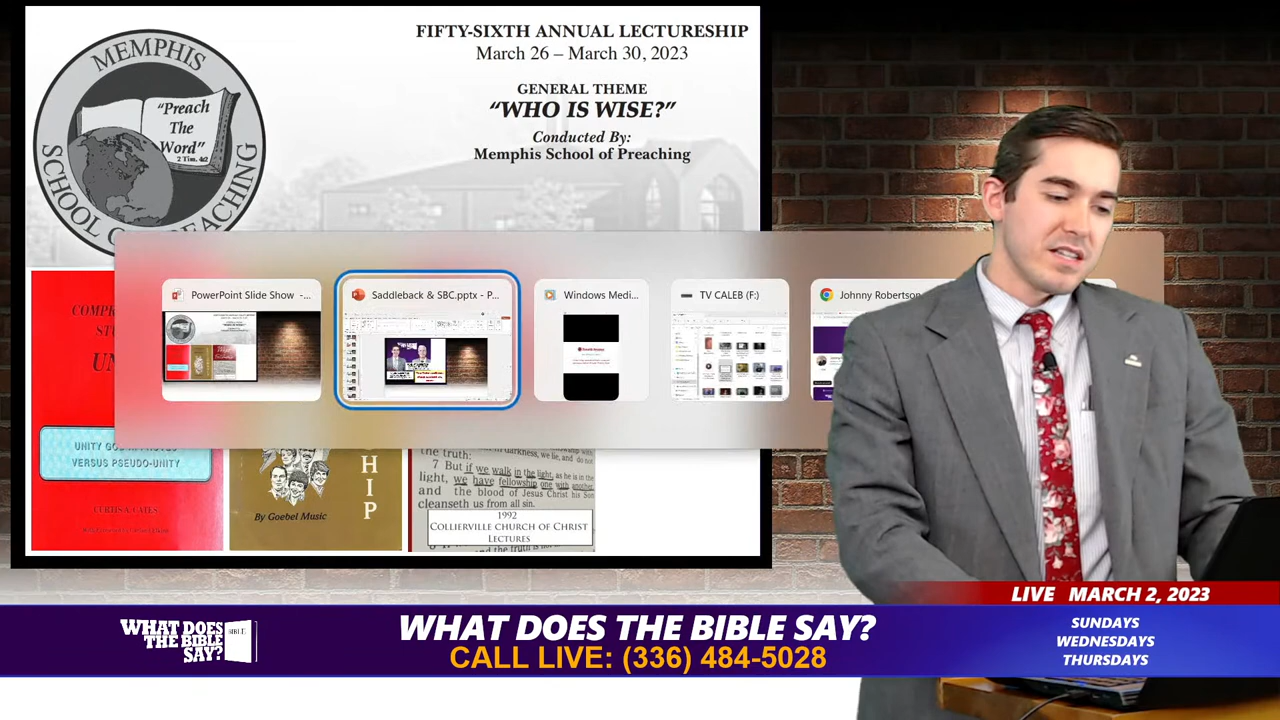 FIFTY-SIXTH ANNUAL LECTURESHIP
March 26 – March 30, 2023
GENERAL THEME
“WHO IS WISE?”
Conducted By:
Memphis School of Preaching
MEMPHIS
SCHOOL
PREACHING
“Preach
The
Word”
2 Tim. 4:2
PowerPoint Slide Show -...
Saddleback & SBC.pptx - P...
Windows Medi...
TV CALEB (F:)
Johnny Robertson
UNITY
VERSUS PSEUDO-UNITY
CURTIS A. CATES
HIP
By Goebel Music
the truth:
7 But if we walk in the light, as he is in the
light, we have fellowship one with another,
and the blood of Jesus Christ his Son
cleanseth us from all sin.
1992
COLLIERVILLE CHURCH OF CHRIST
LECTURES
LIVE MARCH 2, 2023
WHAT DOES
THE BIBLE
SAY?
BIBLE
WHAT DOES THE BIBLE SAY?
CALL LIVE: (336) 484-5028
SUNDAYS
WEDNESDAYS
THURSDAYS